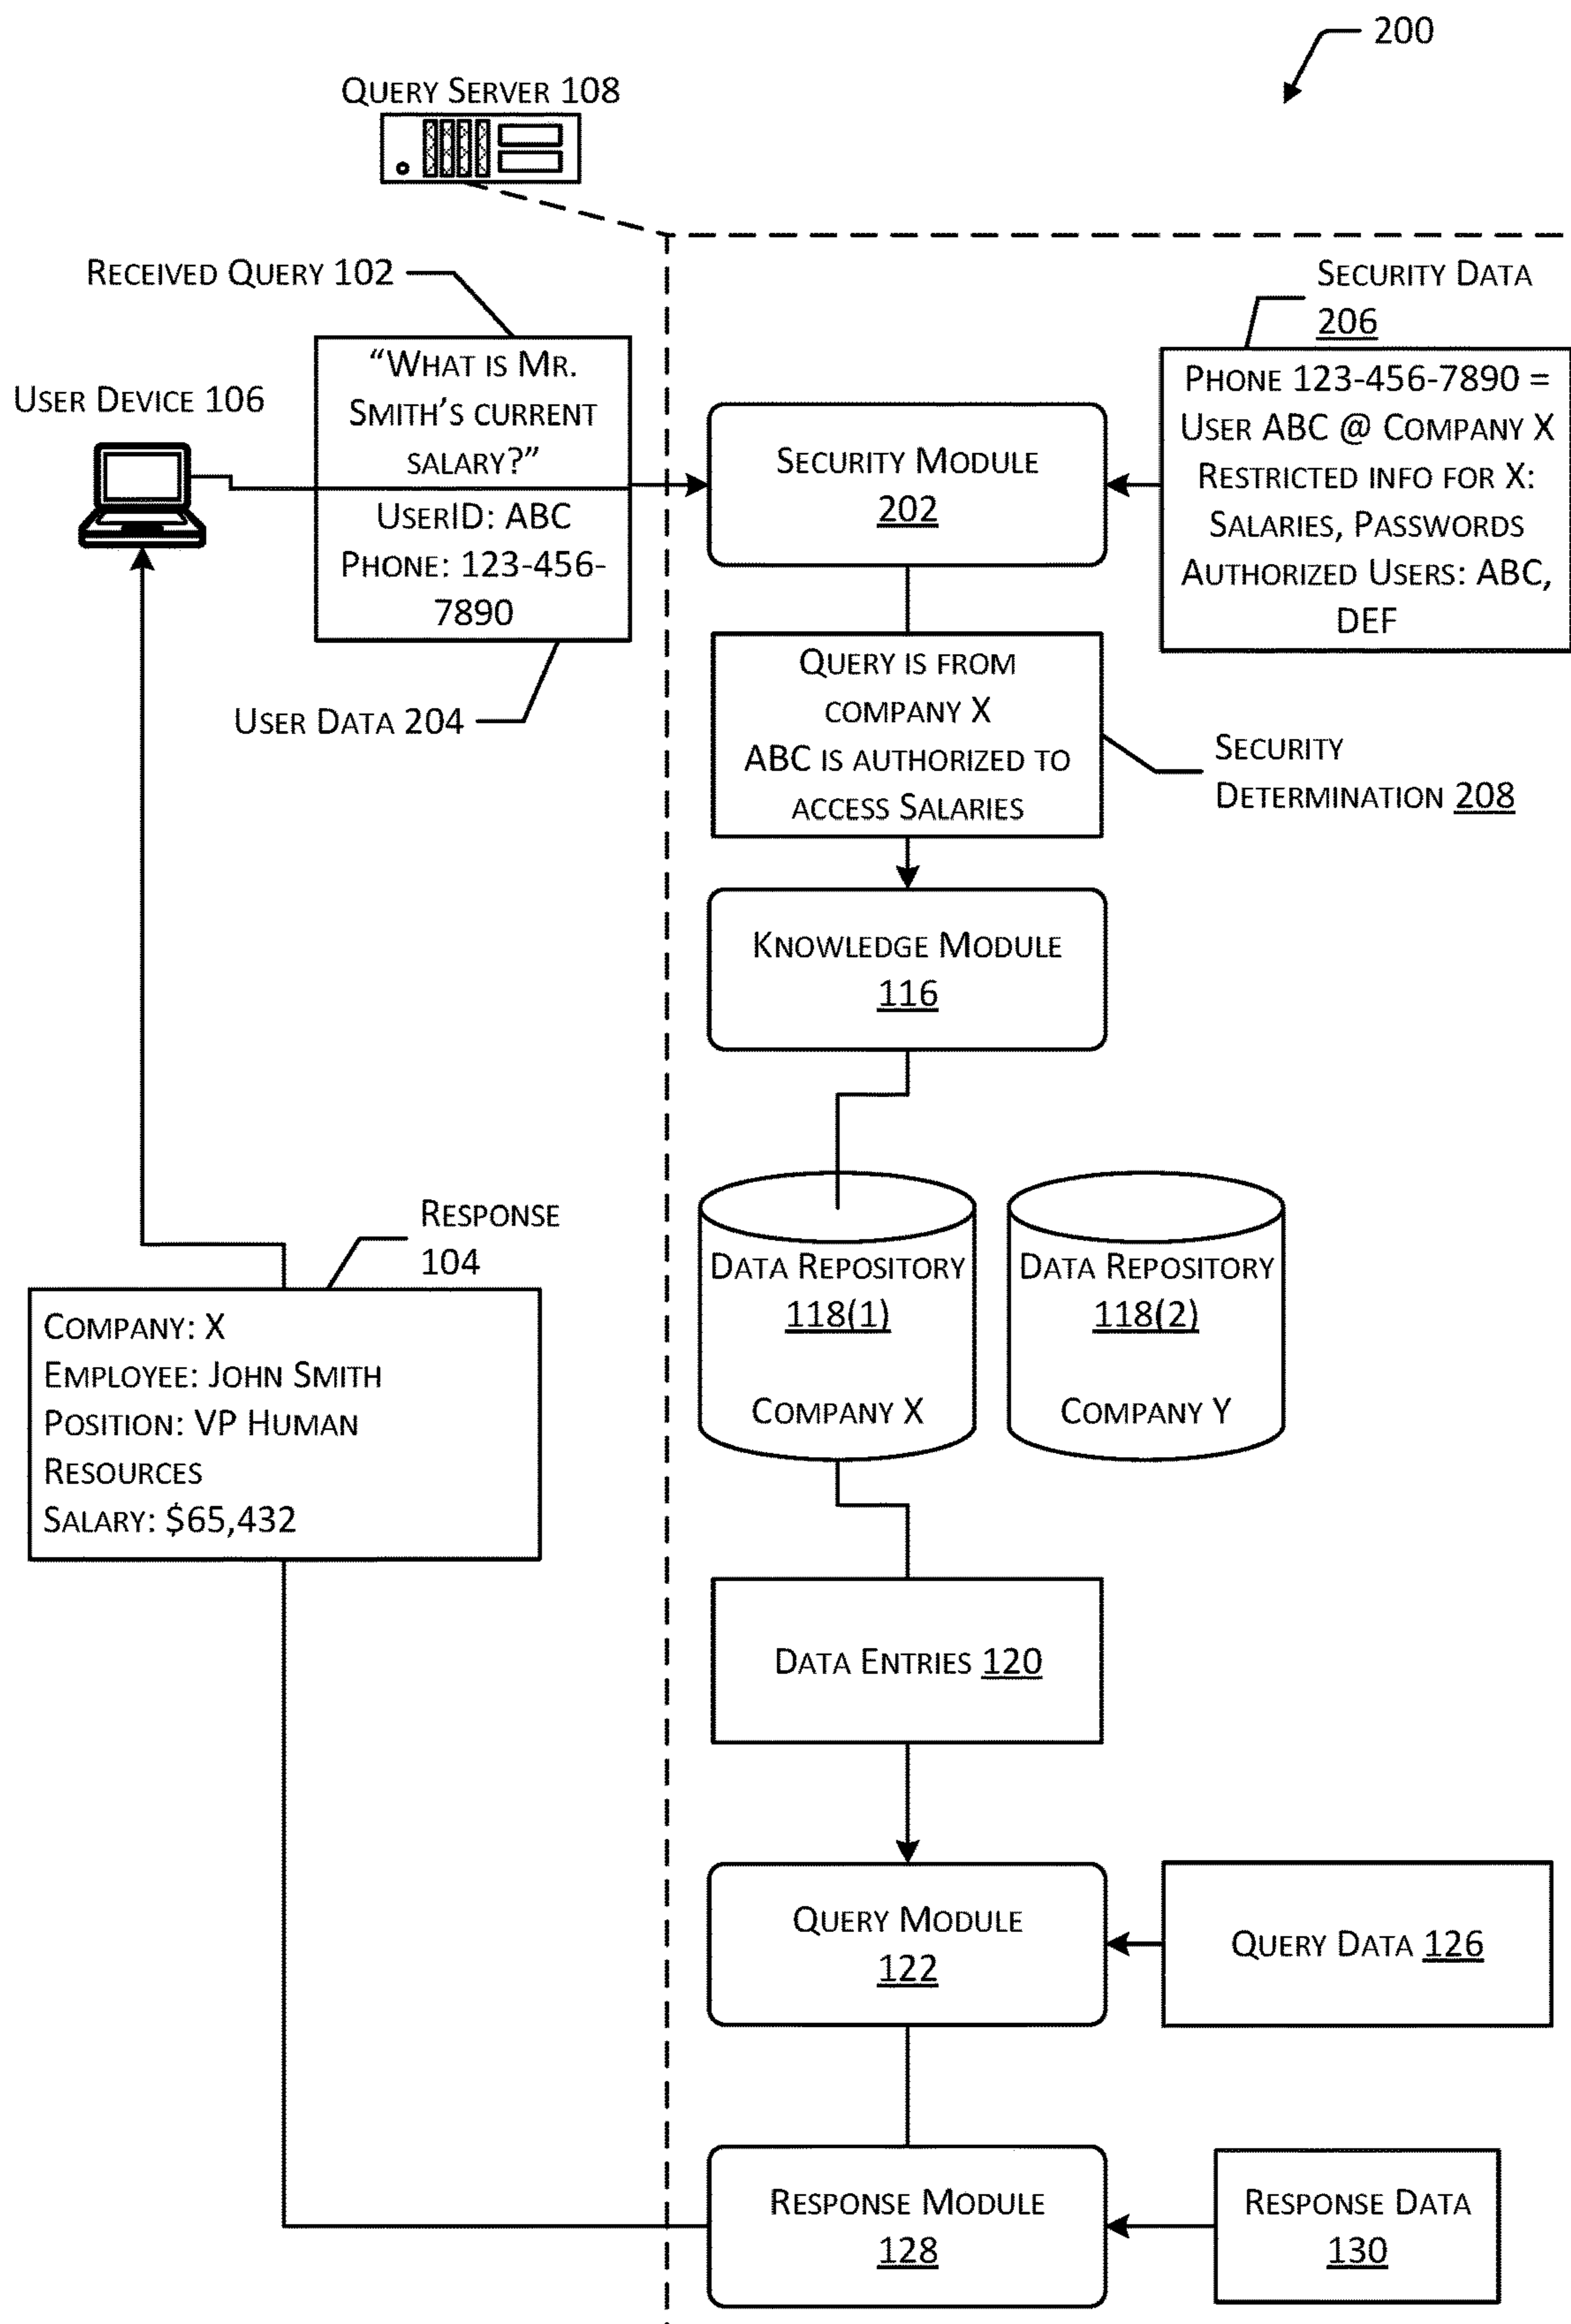 200
Query Server 108
Received Query 102
Security Data
206
"What is Mr.
Smith's current
salary?"
UserID: ABC
Phone: 123-456-
7890
User Device 106
User Data 204
Security Module
202
Phone 123-456-7890 =
User ABC @ Company X
Restricted info for X:
Salaries, Passwords
Authorized Users: ABC,
DEF
Query is from
company X
ABC is authorized to
access Salaries
Security
Determination 208
Knowledge Module
116
Data Repository
118(1)
Company X
Data Repository
118(2)
Company Y
Response
104
Company: X
Employee: John Smith
Position: VP Human
Resources
Salary: $65,432
Data Entries 120
Query Module
122
Query Data 126
Response Module
128
Response Data
130